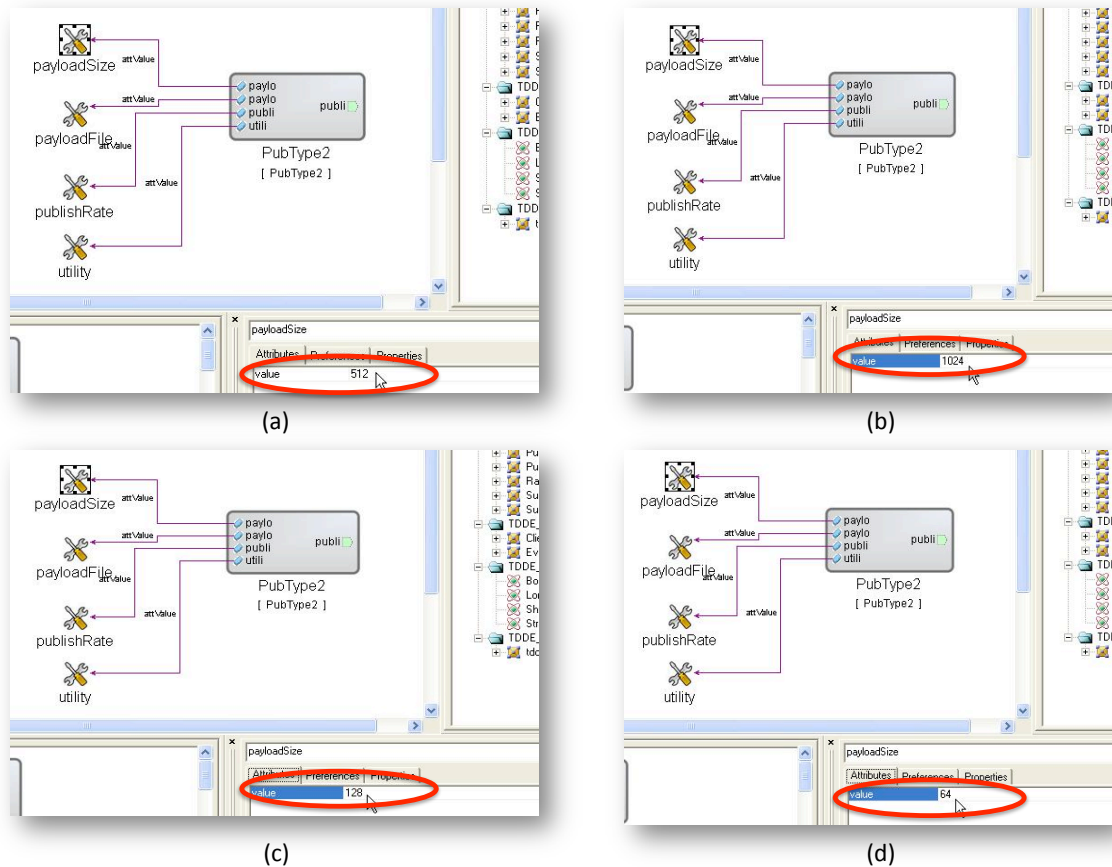 payloadSize
attValue
paylo
paylo
publi
utili
publi
attValue
payloadFile
attValue
PubType2
[ PubType2 ]
attValue
publishRate
utility
TDD
TDD
TDD
payloadSize
Attributes Preferences Properties
value 512
(a)
payloadSize
attValue
paylo
paylo
publi
utili
publi
attValue
payloadFile
attValue
PubType2
[ PubType2 ]
attValue
publishRate
utility
payloadSize
Attributes Preferences Properties
value 1024
(b)
payloadSize
attValue
paylo
paylo
publi
utili
publi
attValue
payloadFile
attValue
PubType2
[ PubType2 ]
attValue
publishRate
utility
Pu
Pu
Ra
Su
Su
TDDE_
Clie
Ev
TDDE_
Bo
Lor
Sh
Str
TDDE_
tdd
payloadSize
Attributes Preferences Properties
value 128
(c)
payloadSize
attValue
paylo
paylo
publi
utili
publi
attValue
payloadFile
attValue
PubType2
[ PubType2 ]
attValue
publishRate
utility
payloadSize
Attributes Preferences Properties
value 64
(d)